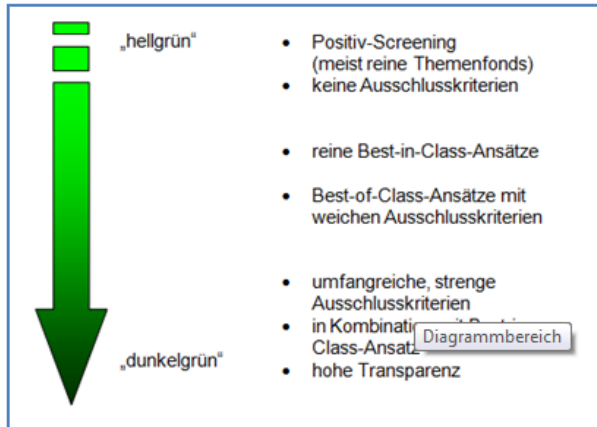 „hellgrün“
• Positiv-Screening
(meist reine Themenfonds)
• keine Ausschlusskriterien
• reine Best-in-Class-Ansätze
• Best-of-Class-Ansätze mit
weichen Ausschlusskriterien
• umfangreiche, strenge
Ausschlusskriterien
• in Kombination
Class-Ansatz
Diagrammbereich
„dunkelgrün“
• hohe Transparenz